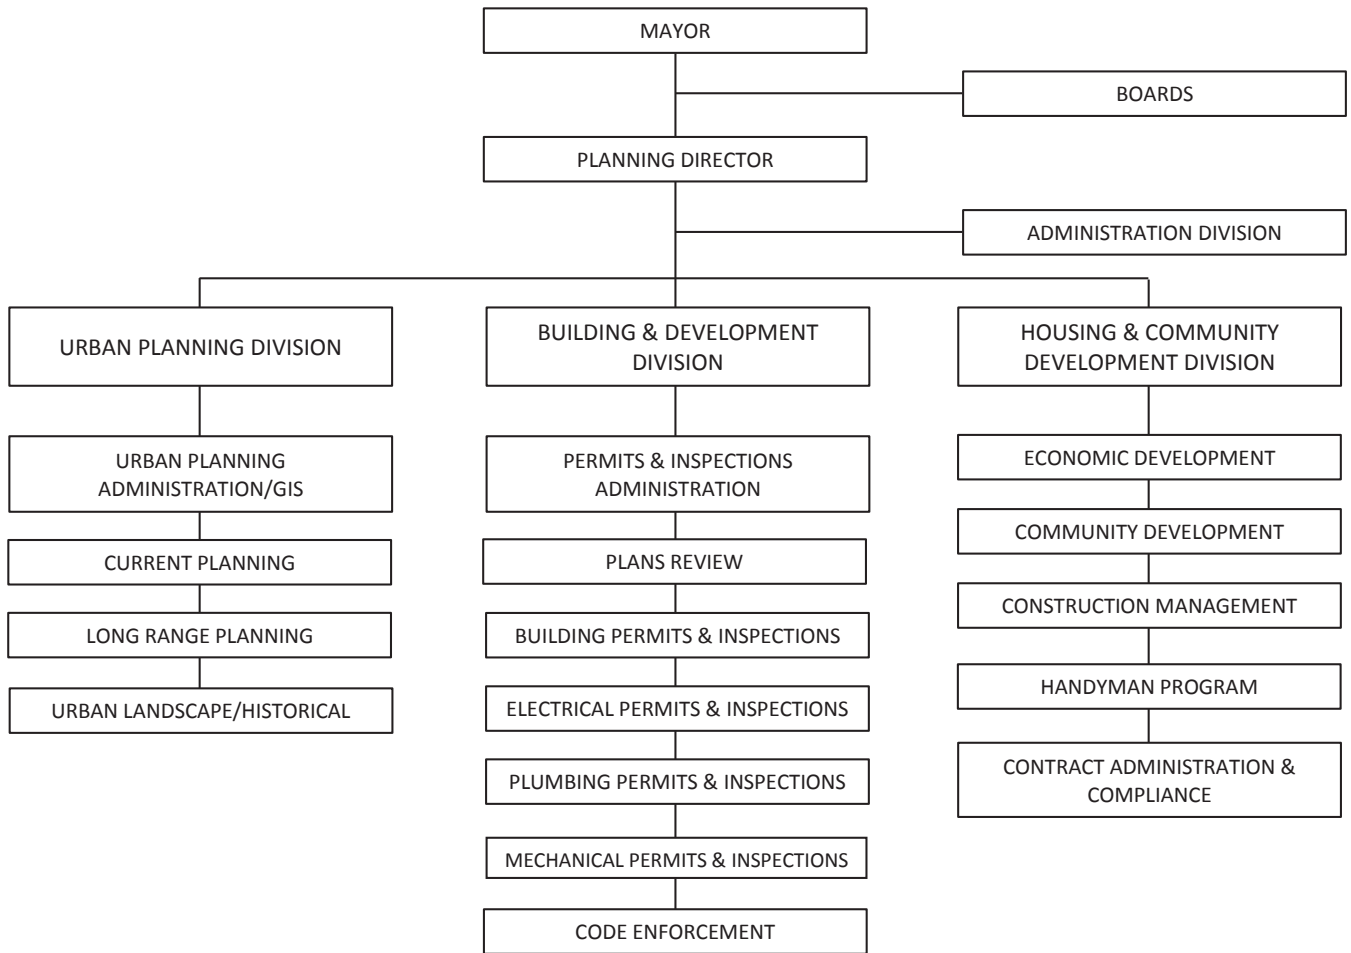 MAYOR
BOARDS
PLANNING DIRECTOR
ADMINISTRATION DIVISION
URBAN PLANNING DIVISION
BUILDING & DEVELOPMENT
DIVISION
HOUSING & COMMUNITY
DEVELOPMENT DIVISION
URBAN PLANNING
ADMINISTRATION/GIS
CURRENT PLANNING
LONG RANGE PLANNING
URBAN LANDSCAPE/HISTORICAL
PERMITS & INSPECTIONS
ADMINISTRATION
PLANS REVIEW
BUILDING PERMITS & INSPECTIONS
ELECTRICAL PERMITS & INSPECTIONS
PLUMBING PERMITS & INSPECTIONS
MECHANICAL PERMITS & INSPECTIONS
CODE ENFORCEMENT
ECONOMIC DEVELOPMENT
COMMUNITY DEVELOPMENT
CONSTRUCTION MANAGEMENT
HANDYMAN PROGRAM
CONTRACT ADMINISTRATION &
COMPLIANCE